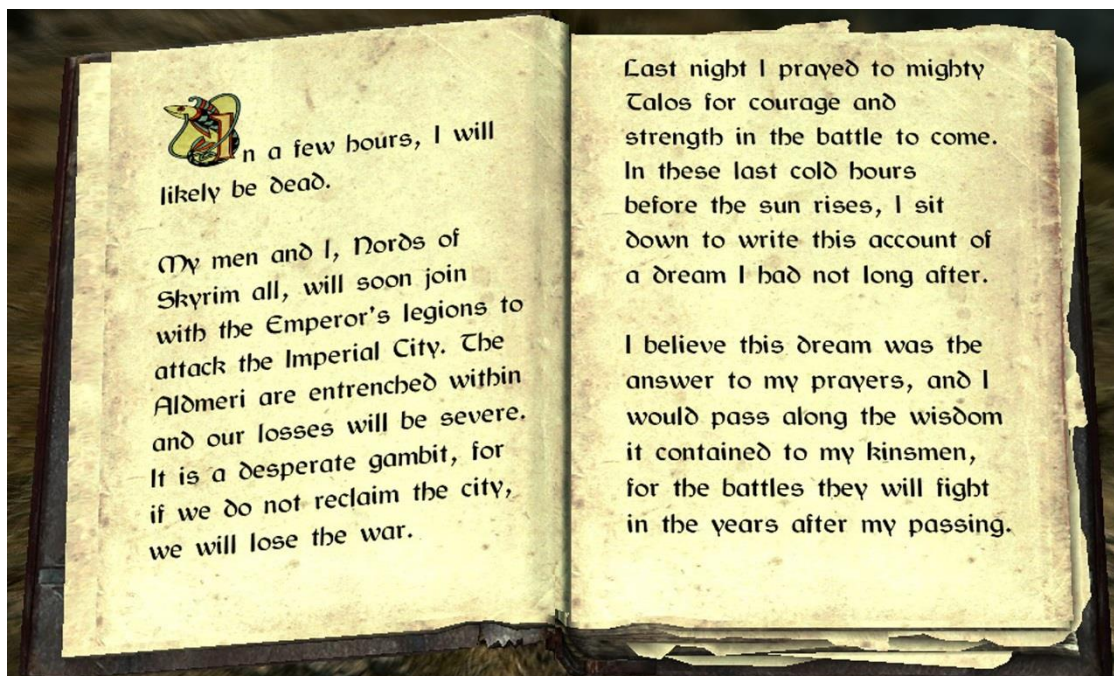 In a few hours, I will
likely be dead.
My men and I, Nords of
Skyrim all, will soon join
with the Emperor's legions to
attack the Imperial City. The
Aldmeri are entrenched within
and our losses will be severe.
It is a desperate gambit, for
if we do not reclaim the city,
we will lose the war.
Last night I prayed to mighty
Talos for courage and
strength in the battle to come.
In these last cold hours
before the sun rises, I sit
down to write this account of
a dream I had not long after.
I believe this dream was the
answer to my prayers, and I
would pass along the wisdom
it contained to my kinsmen,
for the battles they will fight
in the years after my passing.